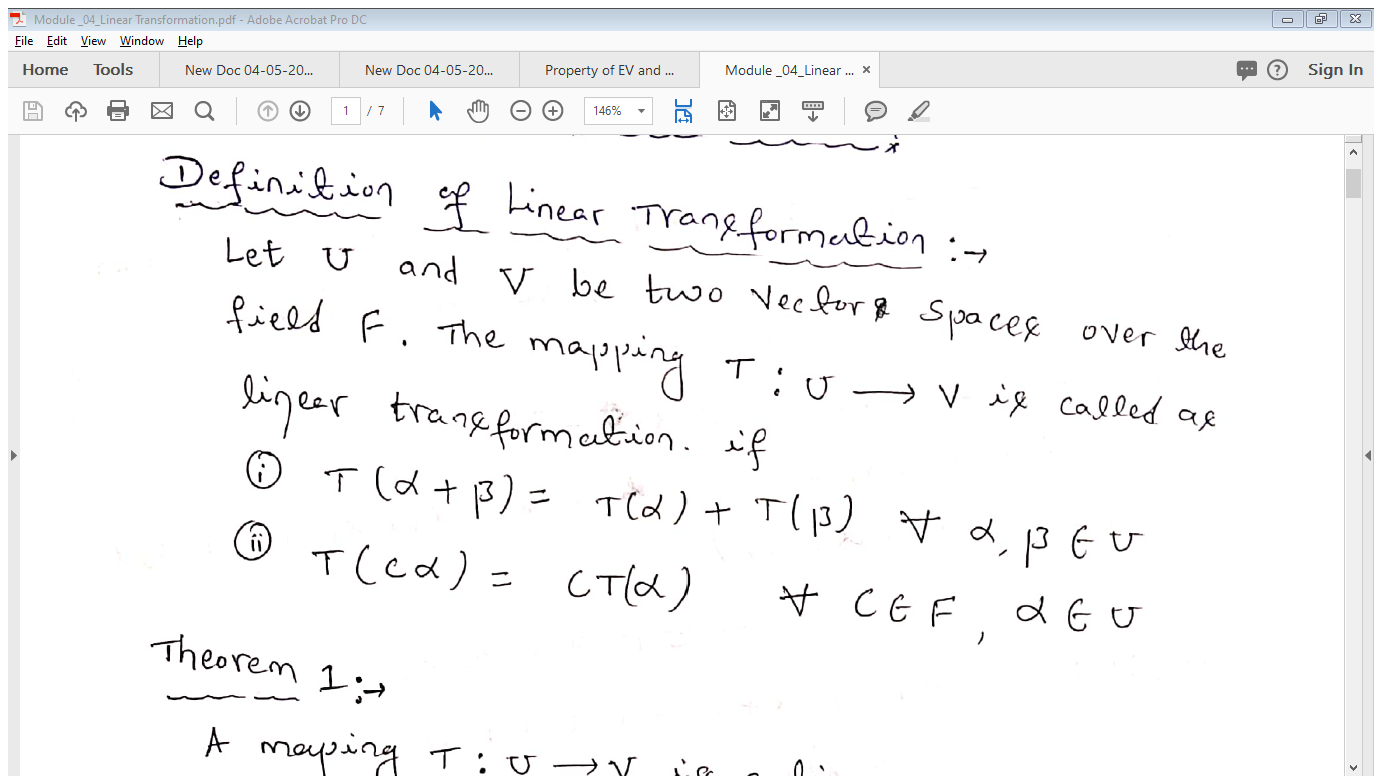 Module _04_Linear Transformation.pdf - Adobe Acrobat Pro DC
File Edit View Window Help
Home Tools New Doc 04-05-20... New Doc 04-05-20... Property of EV and ... Module _04_Linear ... × Sign In
1 / 7 146%
Definition of Linear Transformation :→
Let U and V be two vector spaces over the
field F. The mapping T : U → V is called as
linear transformation. if
(i) T(α + β) = T(α) + T(β) ∀ α, β ∈ U
(ii) T(cα) = CT(α) ∀ C ∈ F, α ∈ U
Theorem 1:→
A maping T : U → V is a